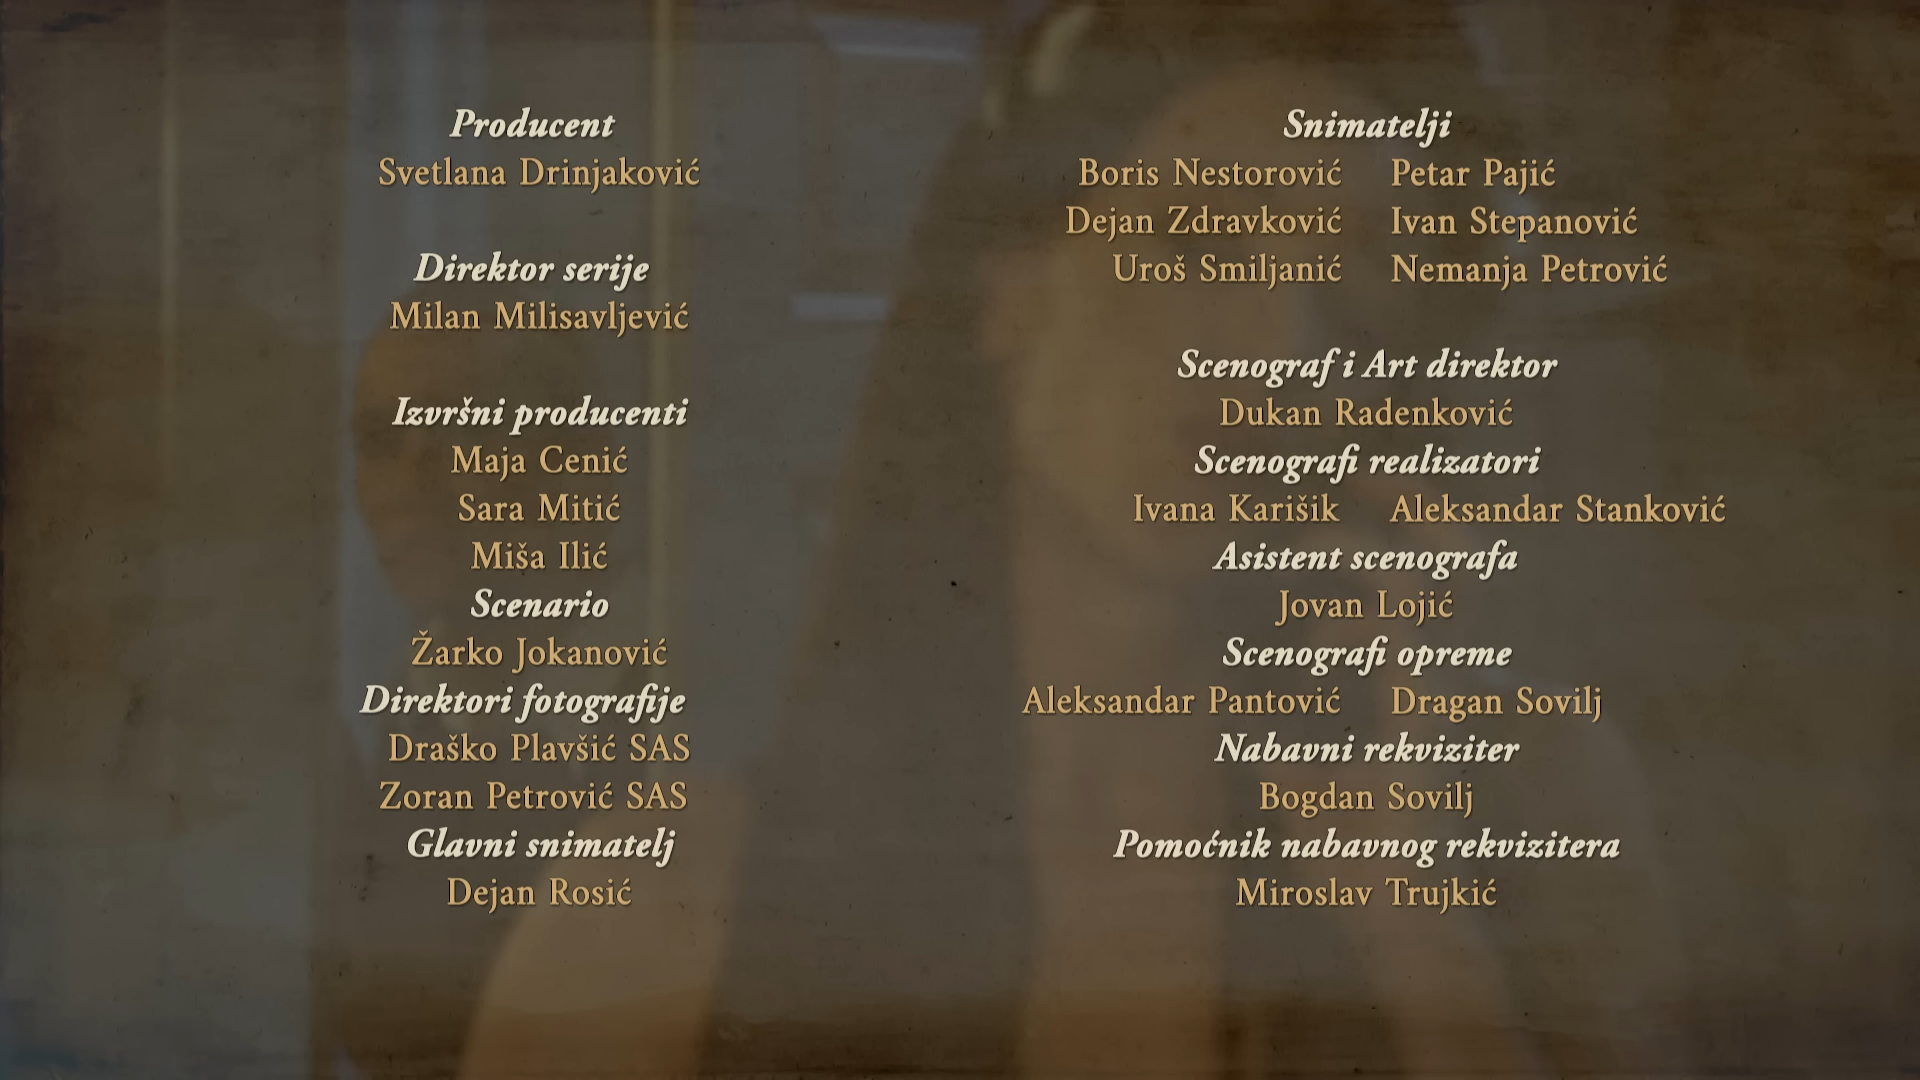 Producent
Svetlana Drinjaković
Direktor serije
Milan Milisavljević
Izvršni producenti
Maja Cenić
Sara Mitić
Miša Ilić
Scenario
Žarko Jokanović
Direktori fotografije
Draško Plavšić SAS
Zoran Petrović SAS
Glavni snimatelj
Dejan Rosić
Snimatelji
Boris Nestorović Petar Pajić
Dejan Zdravković Ivan Stepanović
Uroš Smiljanić Nemanja Petrović
Scenograf i Art direktor
Dukan Radenković
Scenografi realizatori
Ivana Karišik Aleksandar Stanković
Asistent scenografa
Jovan Lojić
Scenografi opreme
Aleksandar Pantović Dragan Sovilj
Nabavni rekviziter
Bogdan Sovilj
Pomoćnik nabavnog rekvizitera
Miroslav Trujkić